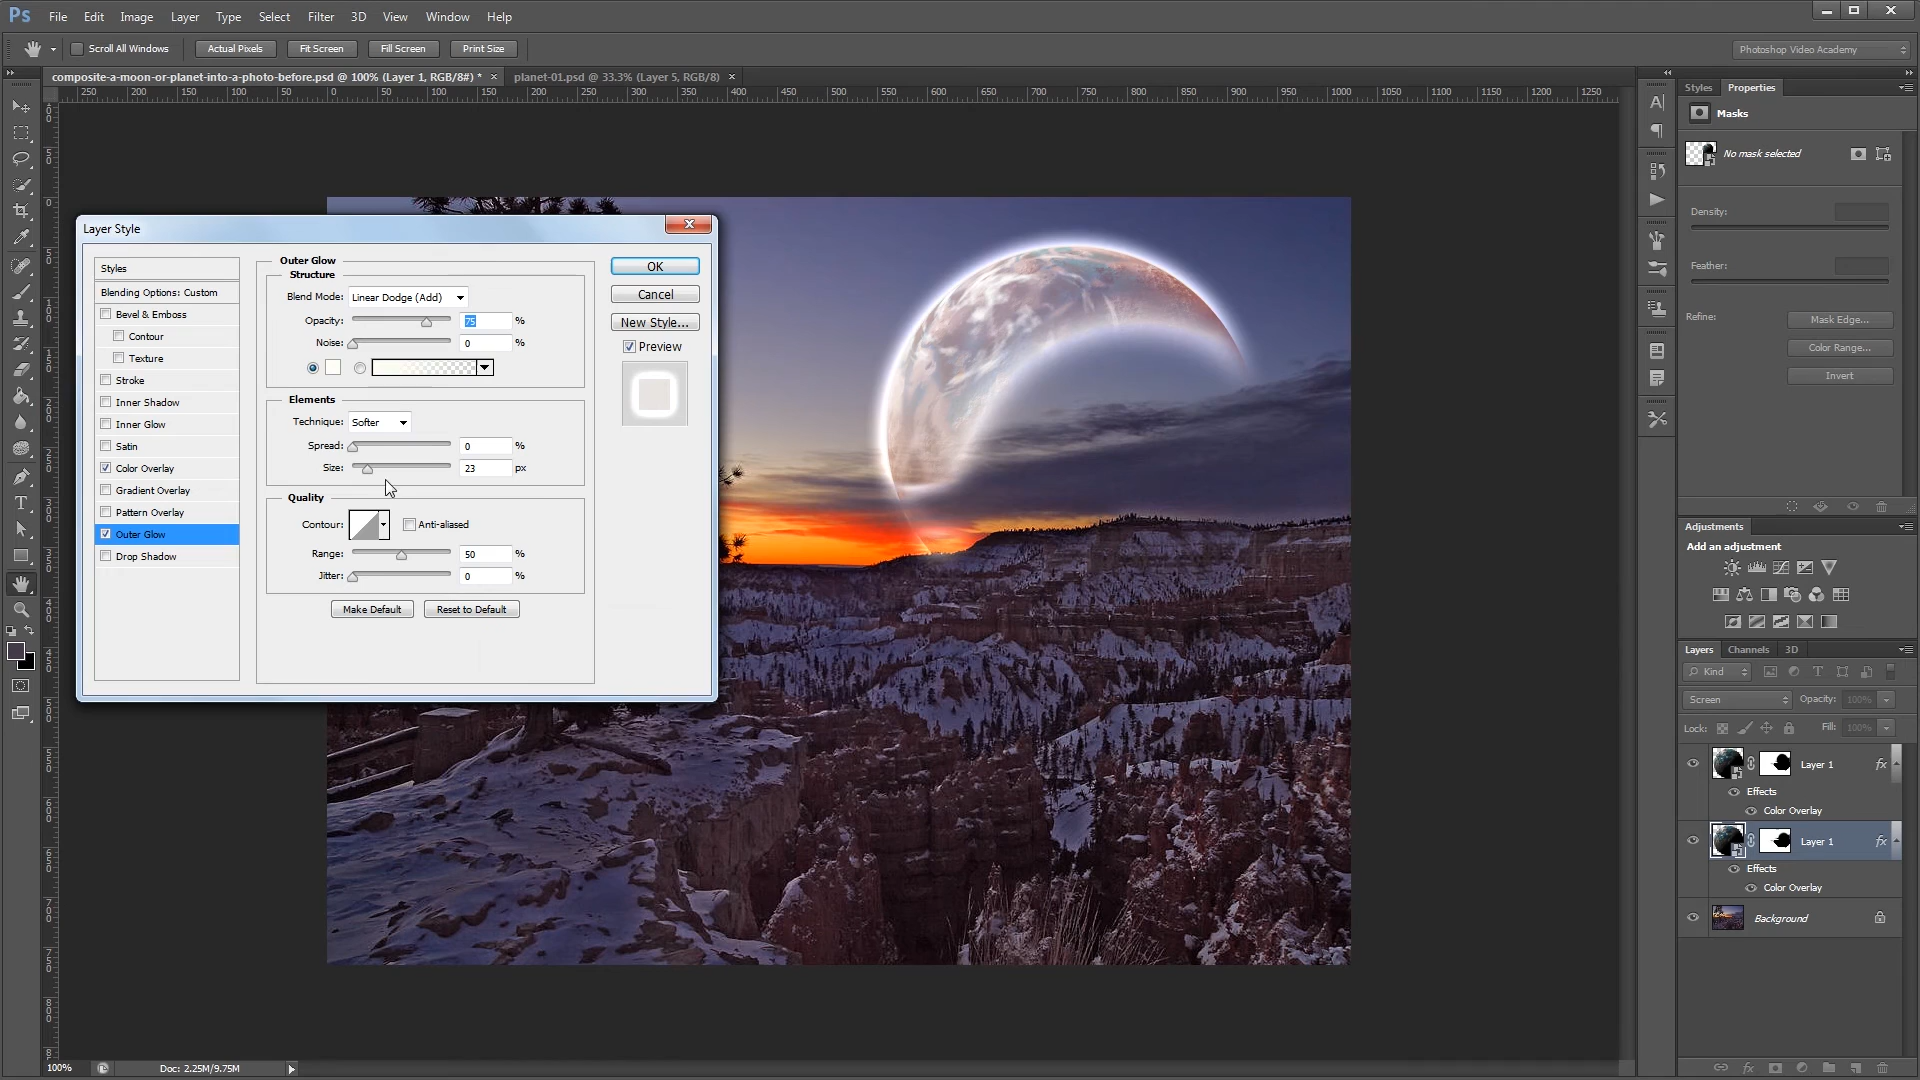 Ps File Edit Image Layer Type Select Filter 3D View Window Help
Scroll All Windows Actual Pixels Fit Screen Fill Screen Print Size Photoshop Video Academy
composite-a-moon-or-planet-into-a-photo-before.psd @ 100% (Layer 1, RGB/8#) * × planet-01.psd @ 33.3% (Layer 5, RGB/8) ×
250 200 150 100 50 0 50 100 150 200 250 300 350 400 450 500 550 600 650 700 750 800 850 900 950 1000 1050 1100 1150 1200 1250
Layer Style
Styles
Blending Options: Custom
Bevel & Emboss
Contour
Texture
Stroke
Inner Shadow
Inner Glow
Satin
Color Overlay
Gradient Overlay
Pattern Overlay
Outer Glow
Drop Shadow
Outer Glow
Structure
Blend Mode: Linear Dodge (Add)
Opacity: 75 %
Noise: 0 %
Elements
Technique: Softer
Spread: 0 %
Size: 23 px
Quality
Contour: Anti-aliased
Range: 50 %
Jitter: 0 %
Make Default Reset to Default
OK
Cancel
New Style...
Preview
Styles Properties
Masks
No mask selected
Density:
Feather:
Refine: Mask Edge...
Color Range...
Invert
Adjustments
Add an adjustment
Layers Channels 3D
Kind
Screen Opacity: 100%
Lock: Fill: 100%
Layer 1 fx
Effects
Color Overlay
Layer 1 fx
Effects
Color Overlay
Background
100% Doc: 2.25M/9.75M